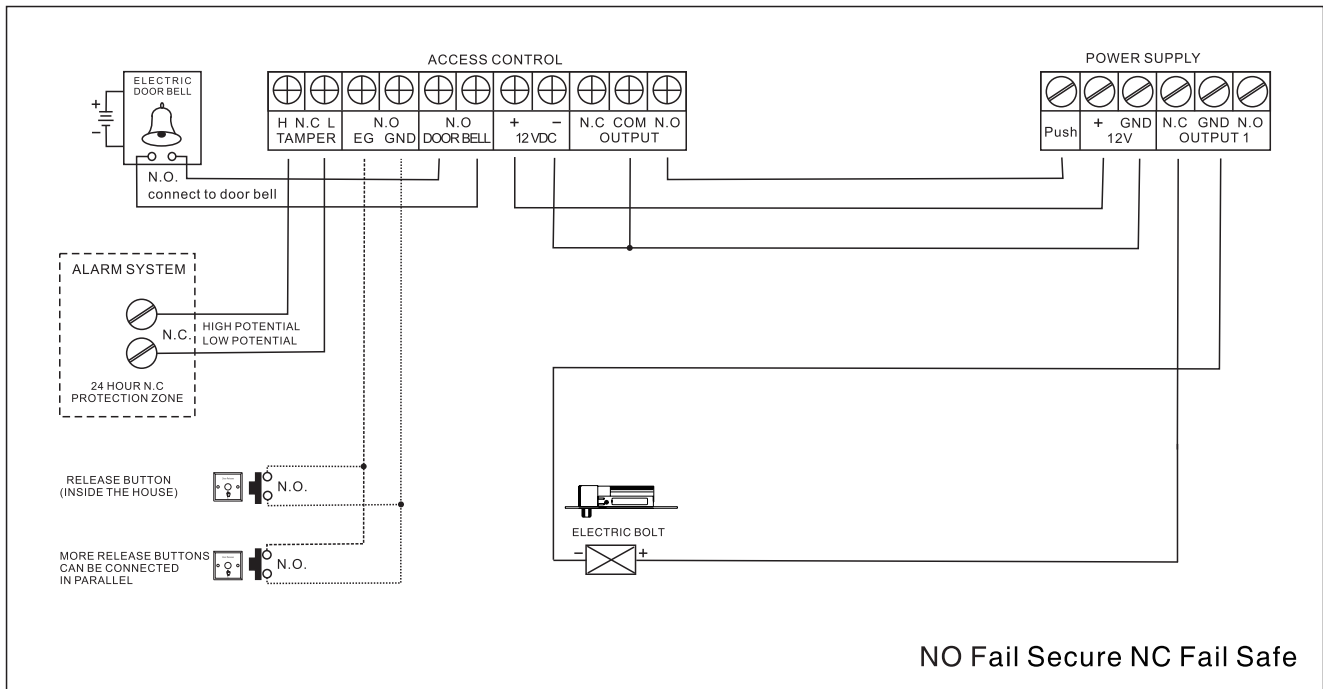 ACCESS CONTROL
POWER SUPPLY
ELECTRIC
DOOR BELL
+
−
H N.C L
TAMPER
N.O
EG GND
N.O
DOOR BELL
+ −
12 VDC
N.C COM N.O
OUTPUT
Push
+ GND
12V
N.C GND N.O
OUTPUT 1
N.O.
connect to door bell
ALARM SYSTEM
N.C.
HIGH POTENTIAL
LOW POTENTIAL
24 HOUR N.C
PROTECTION ZONE
RELEASE BUTTON
(INSIDE THE HOUSE)
N.O.
MORE RELEASE BUTTONS
CAN BE CONNECTED
IN PARALLEL
N.O.
ELECTRIC BOLT
− +
NO Fail Secure NC Fail Safe